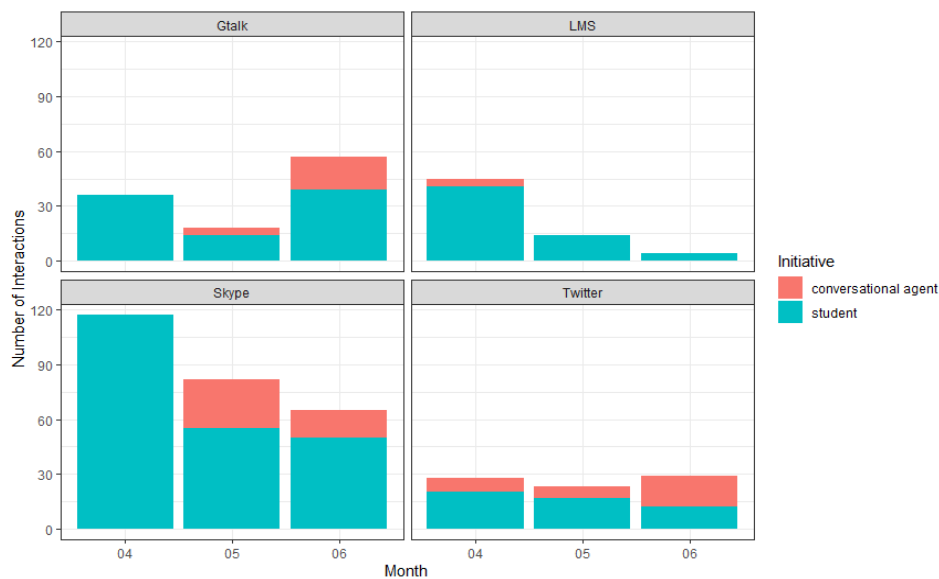 Gtalk
LMS
120
90
60
30
0
Skype
Twitter
120
90
60
30
0
04
05
06
04
05
06
Month
Number of Interactions
Initiative
conversational agent
student